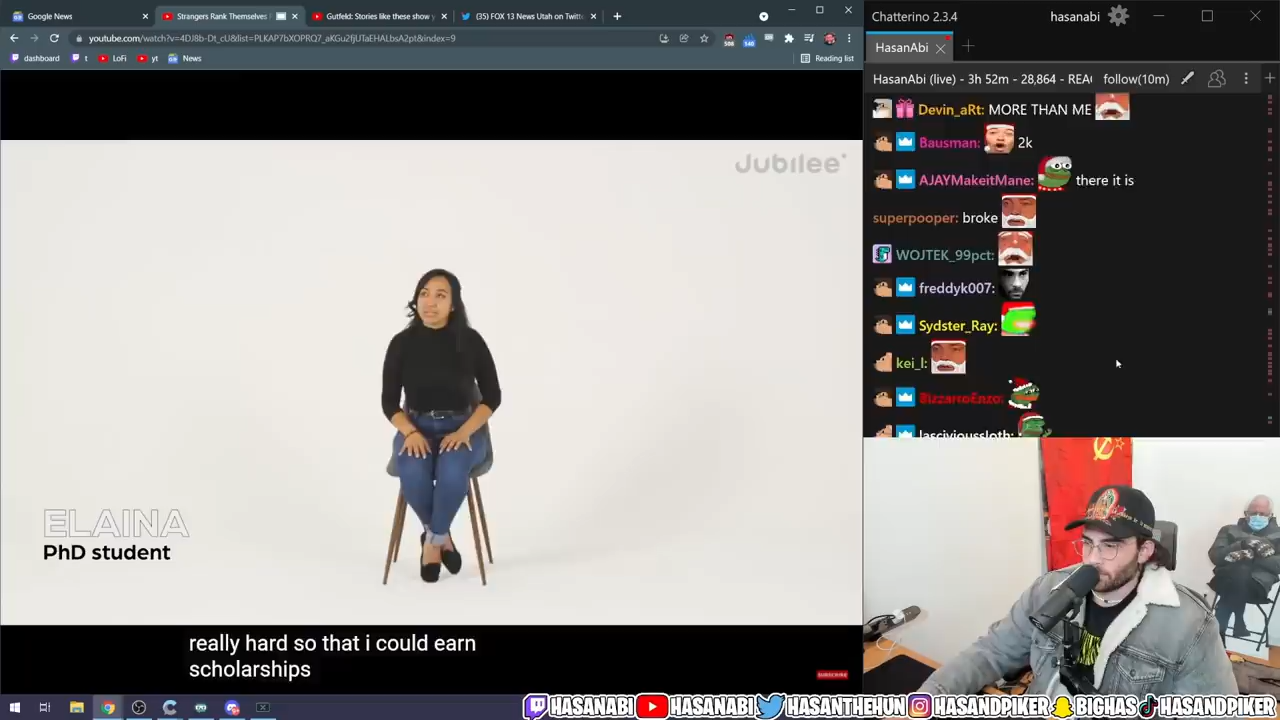 Google News
Strangers Rank Themselves
Gutfeld: Stories like these show y
(35) FOX 13 News Utah on Twitte
youtube.com/watch?v=4DJ8b-Dt_cU&list=PLKAP7bXOPRQ7_aKGu2fjUTaEHALbsA2pt&index=9
dashboard
t
LoFi
yt
News
Reading list
Jubilee
ELAINA
PhD student
really hard so that i could earn
scholarships
SUBSCRIBE
Chatterino 2.3.4
hasanabi
HasanAbi
HasanAbi (live) - 3h 52m - 28,864 - REA
follow(10m)
Devin_aRt: MORE THAN ME
Bausman: 2k
AJAYMakeitMane: there it is
superpooper: broke
WOJTEK_99pct:
freddyk007:
Sydster_Ray:
kei_l:
BizzarroEnzo:
lascivioussloth:
HASANABI HASANABI HASANTHEHUN HASANDPIKER BIGHAS HASANDPIKER